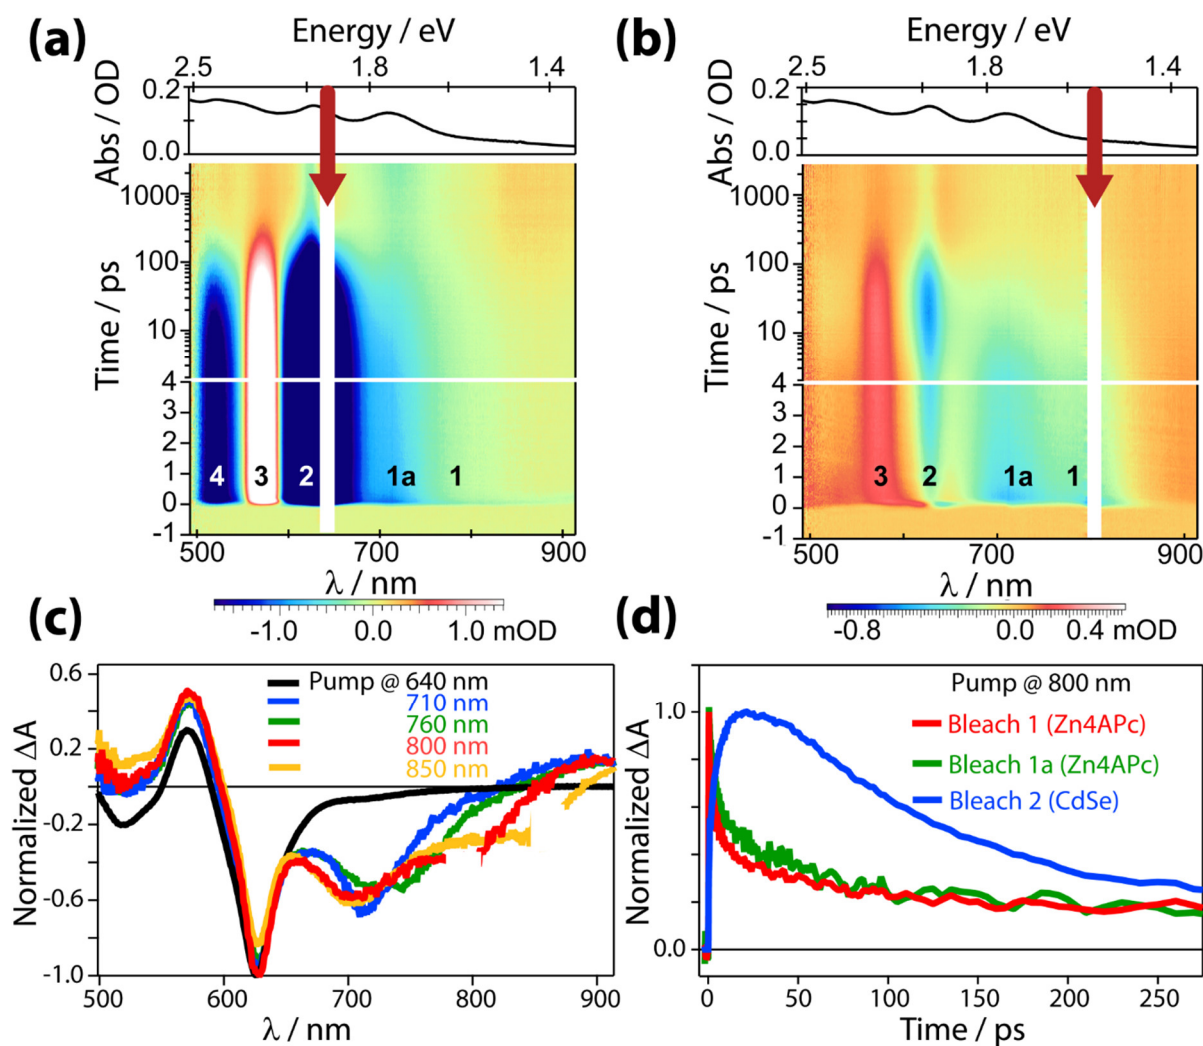 (a)
Energy / eV
2.5 1.8 1.4
Abs / OD
0.2
0.0
Time / ps
1000
100
10
4
3
2
1
0
-1
4 3 2 1a 1
500 700 900
λ / nm
-1.0 0.0 1.0 mOD
(b)
Energy / eV
2.5 1.8 1.4
Abs / OD
0.2
0.0
Time / ps
1000
100
10
4
3
2
1
0
-1
3 2 1a 1
500 700 900
λ / nm
-0.8 0.0 0.4 mOD
(c)
Normalized ΔA
0.6
0.2
-0.2
-0.6
-1.0
Pump @ 640 nm
710 nm
760 nm
800 nm
850 nm
500 600 700 800 900
λ / nm
(d)
Normalized ΔA
1.0
0.0
Pump @ 800 nm
Bleach 1 (Zn4APc)
Bleach 1a (Zn4APc)
Bleach 2 (CdSe)
0 50 100 150 200 250
Time / ps